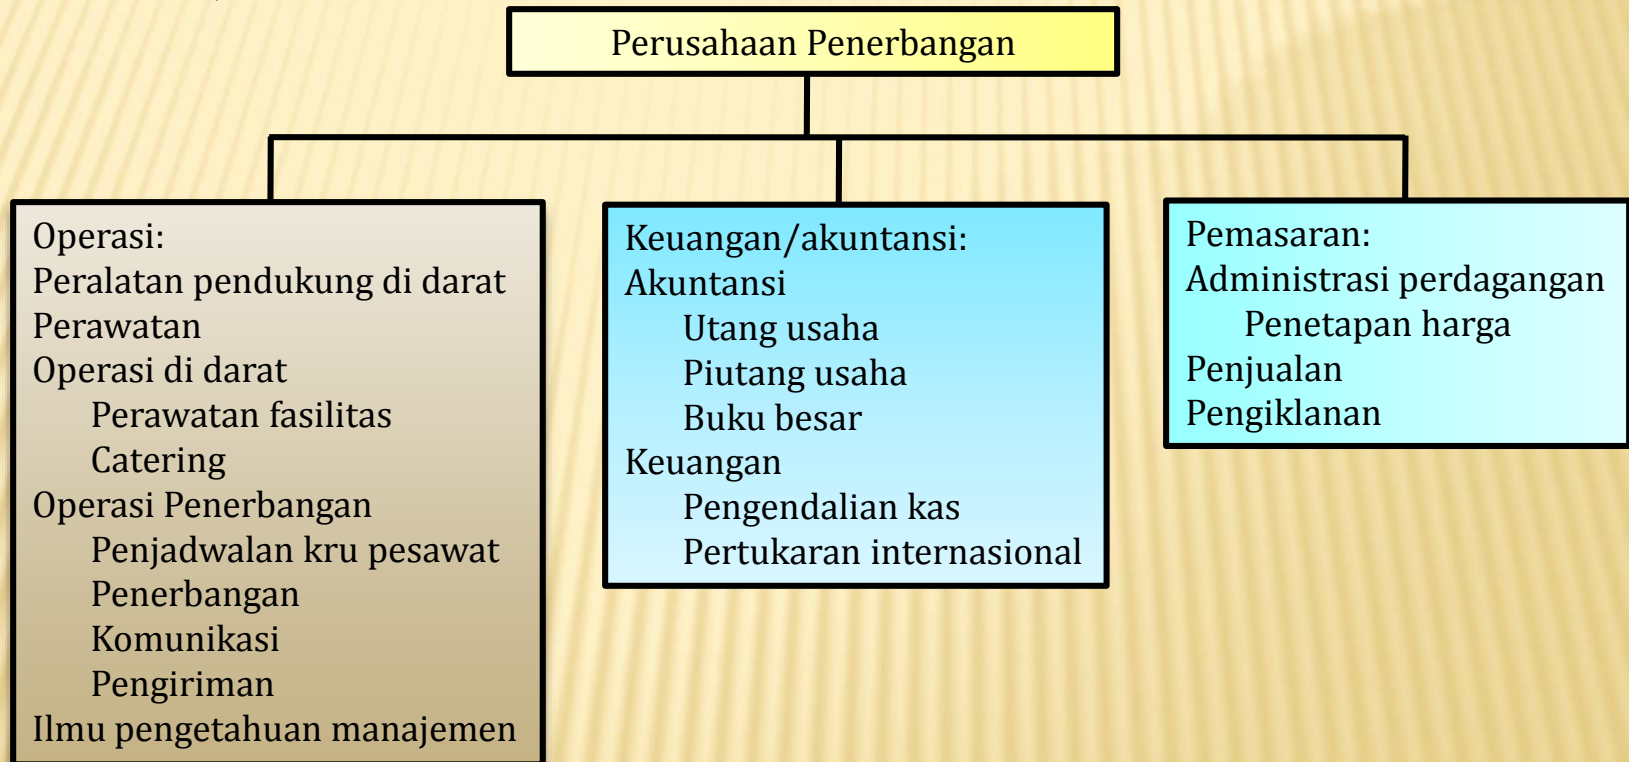 Perusahaan Penerbangan
Operasi:
Peralatan pendukung di darat
Perawatan
Operasi di darat
Perawatan fasilitas
Catering
Operasi Penerbangan
Penjadwalan kru pesawat
Penerbangan
Komunikasi
Pengiriman
Ilmu pengetahuan manajemen
Keuangan/akuntansi:
Akuntansi
Utang usaha
Piutang usaha
Buku besar
Keuangan
Pengendalian kas
Pertukaran internasional
Pemasaran:
Administrasi perdagangan
Penetapan harga
Penjualan
Pengiklanan